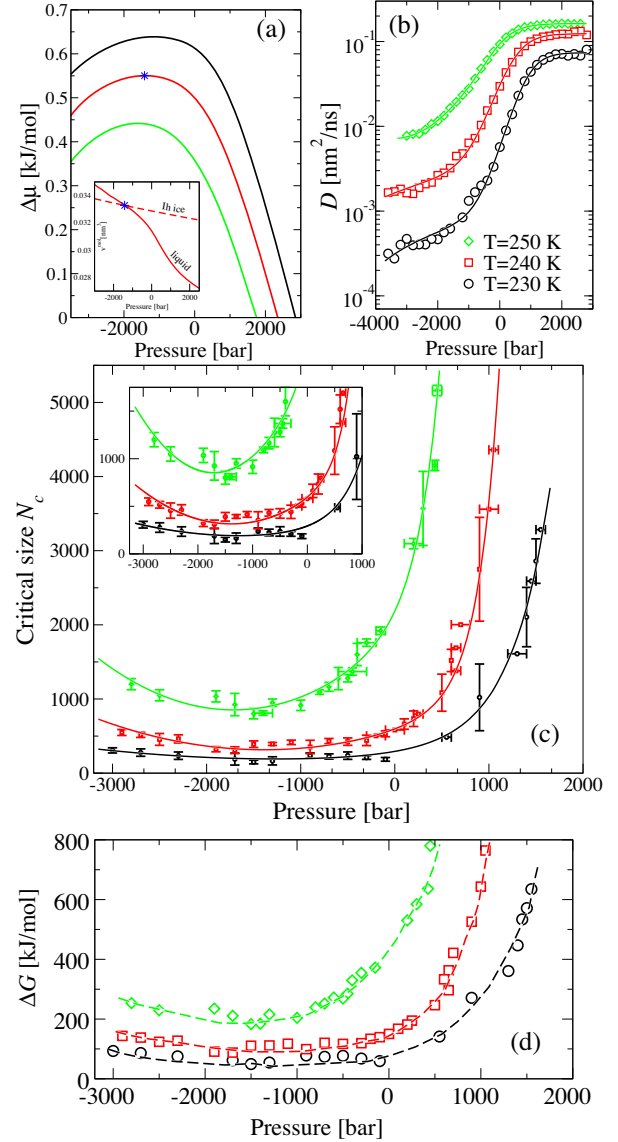 (a)
Δμ [kJ/mol]
0.7
0.6
0.5
0.4
0.3
0.2
0.1
0
0.034
0.032
0.03
0.028
Ih ice
liquid
-2000 0 2000
Pressure [bar]
-2000 0 2000
Pressure [bar]
(b)
D [nm²/ns]
10⁻¹
10⁻²
10⁻³
10⁻⁴
T=250 K
T=240 K
T=230 K
-4000 -2000 0 2000
Pressure [bar]
Critical size N_c
5000
4000
3000
2000
1000
0
1000
0
-3000 -2000 -1000 0 1000
(c)
-3000 -2000 -1000 0 1000 2000
Pressure [bar]
ΔG [kJ/mol]
800
600
400
200
0
(d)
-3000 -2000 -1000 0 1000 2000
Pressure [bar]